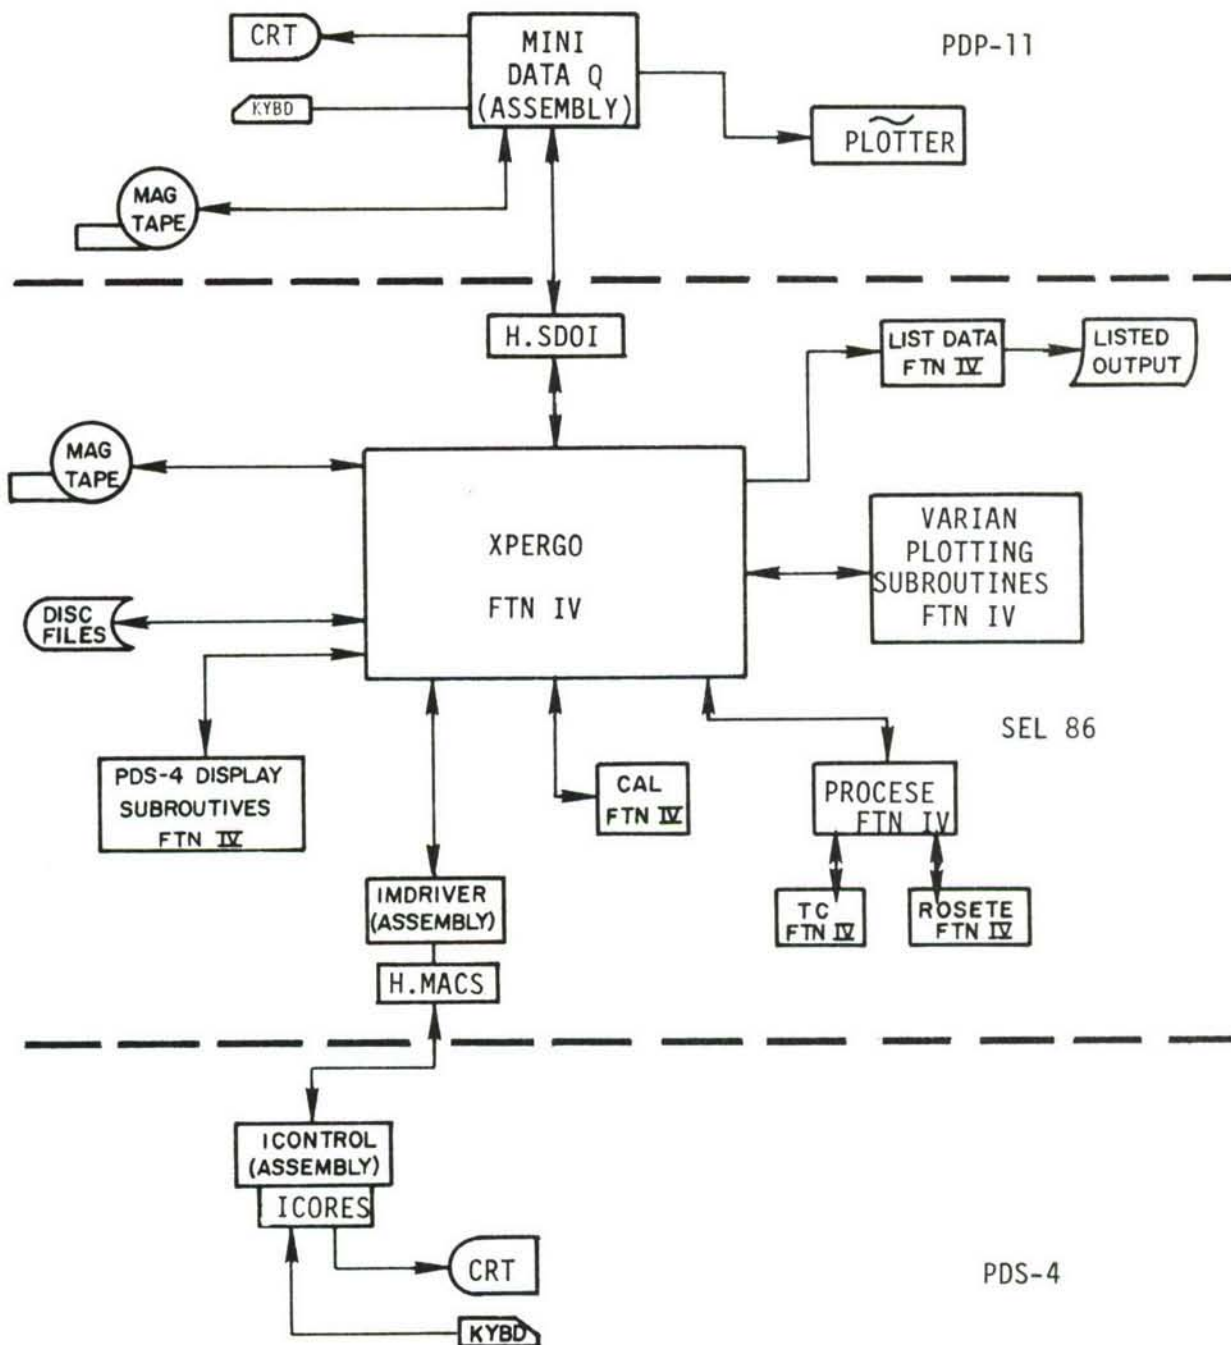 CRT
MINI
DATA Q
(ASSEMBLY)
PDP-11
KYBD
PLOTTER
MAG
TAPE
H.SDOI
LIST DATA
FTN IV
LISTED
OUTPUT
MAG
TAPE
XPERGO
FTN IV
VARIAN
PLOTTING
SUBROUTINES
FTN IV
DISC
FILES
SEL 86
PDS-4 DISPLAY
SUBROUTIVES
FTN IV
CAL
FTN IV
PROCESE
FTN IV
IMDRIVER
(ASSEMBLY)
TC
FTN IV
ROSETE
FTN IV
H.MACS
ICONTROL
(ASSEMBLY)
ICORES
CRT
PDS-4
KYBD